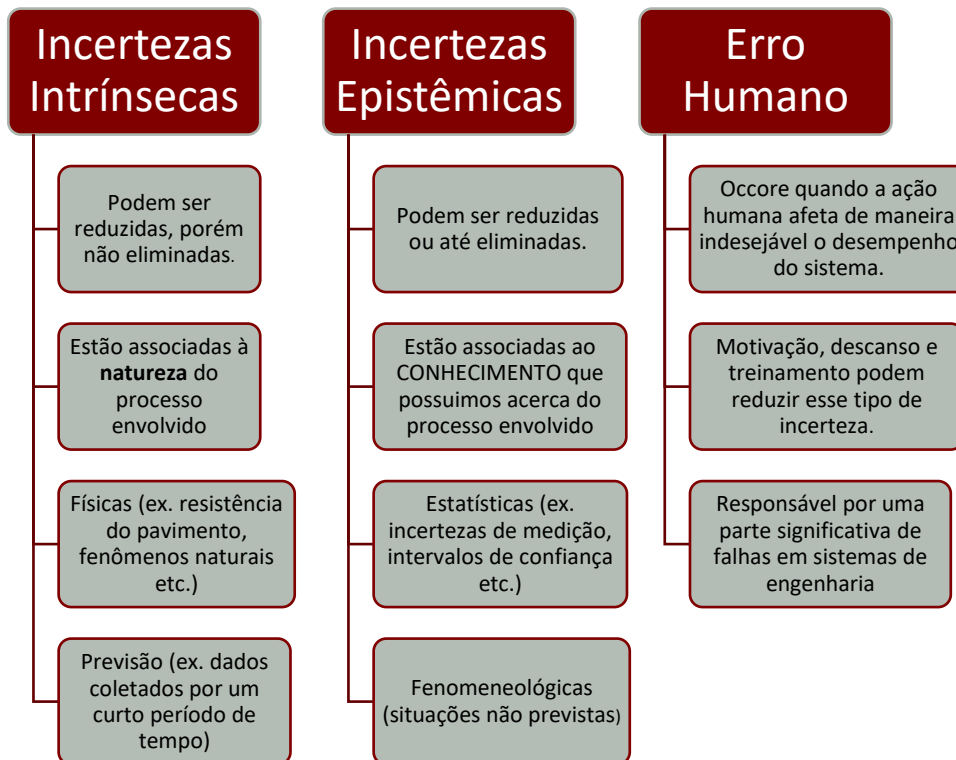 Incertezas
Intrínsecas
Podem ser
reduzidas, porém
não eliminadas.
Estão associadas à
natureza do
processo
envolvido
Físicas (ex. resistência
do pavimento,
fenômenos naturais
etc.)
Previsão (ex. dados
coletados por um
curto período de
tempo)
Incertezas
Epistêmicas
Podem ser reduzidas
ou até eliminadas.
Estão associadas ao
CONHECIMENTO que
possuimos acerca do
processo envolvido
Estatísticas (ex.
incertezas de medição,
intervalos de confiança
etc.)
Fenomeneológicas
(situações não previstas)
Erro
Humano
Occore quando a ação
humana afeta de maneira
indesejável o desempenho
do sistema.
Motivação, descanso e
treinamento podem
reduzir esse tipo de
incerteza.
Responsável por uma
parte significativa de
falhas em sistemas de
engenharia